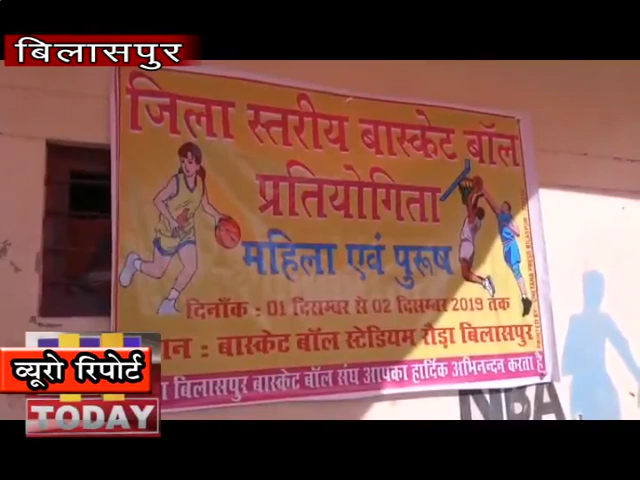 बिलासपुर
जिला स्तरीय बास्केट बॉल
प्रतियोगिता
महिला एवं पुरूष
दिनाँक : 01 दिसम्बर से 02 दिसम्बर 2019 तक
: बास्केट बॉल स्टेडियम रौड़ा बिलासपुर
बिलासपुर बास्केट बॉल संघ आपका हार्दिक अभिनन्दन करता है
NBA
व्यूरो रिपोर्ट
TODAY